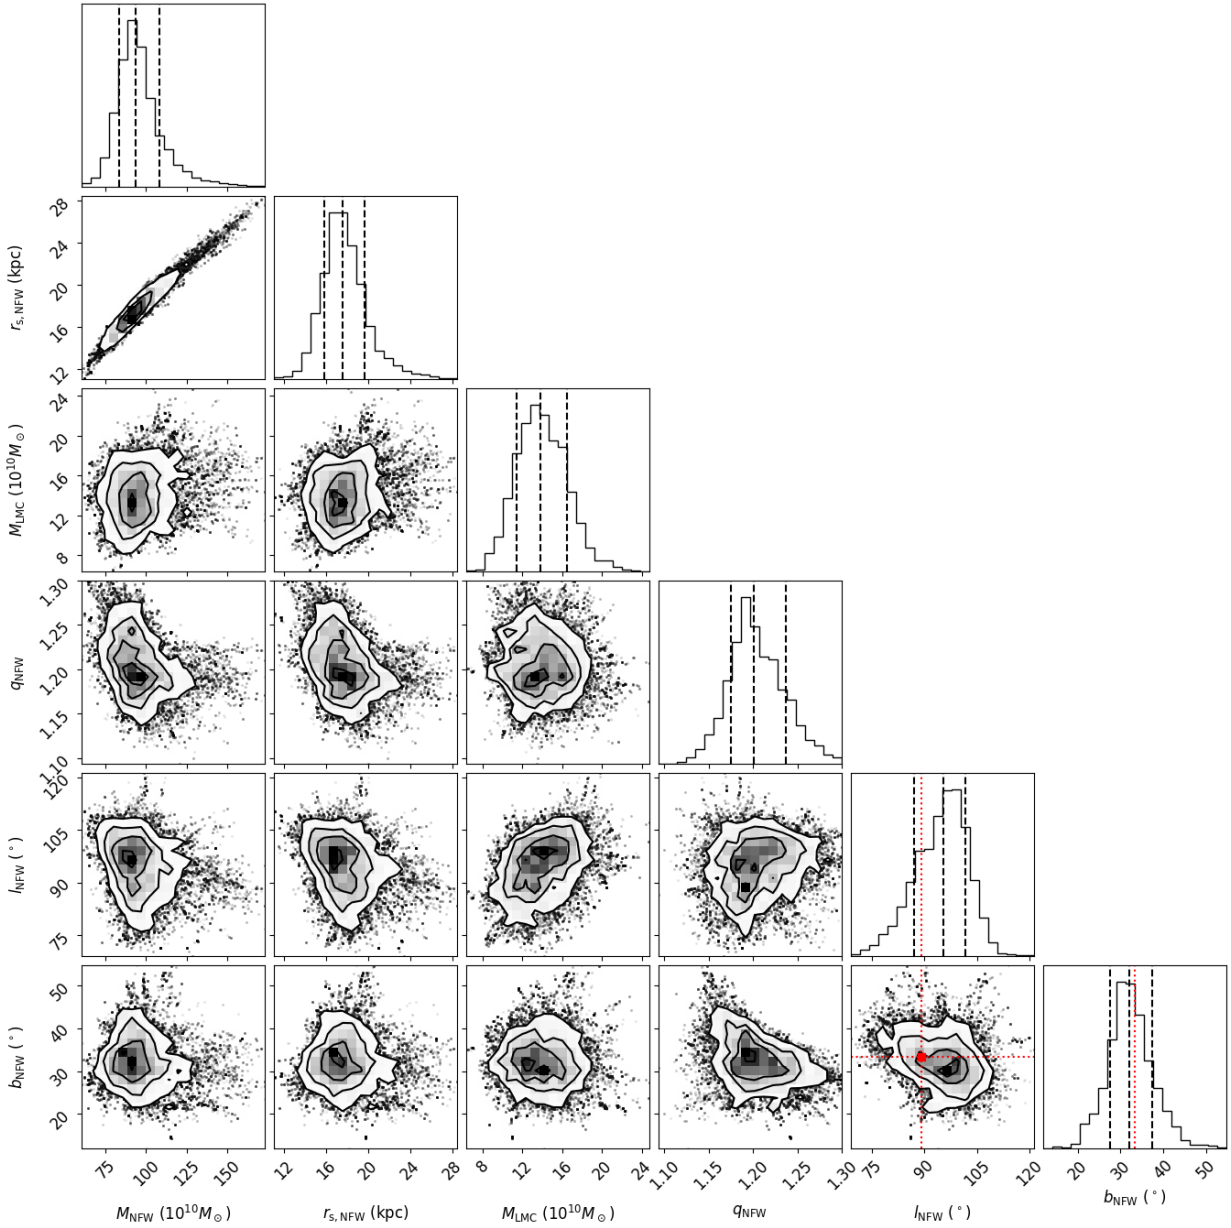 28
24
20
16
12
r_s,NFW (kpc)
24
20
16
12
8
M_LMC (10^10 M_⊙)
1.30
1.25
1.20
1.15
1.10
q_NFW
120
105
90
75
l_NFW (°)
50
40
30
20
b_NFW (°)
75 100 125 150
12 16 20 24 28
8 12 16 20 24
1.10 1.15 1.20 1.25 1.30
75 90 105 120
20 30 40 50
M_NFW (10^10 M_⊙)
r_s,NFW (kpc)
M_LMC (10^10 M_⊙)
q_NFW
l_NFW (°)
b_NFW (°)